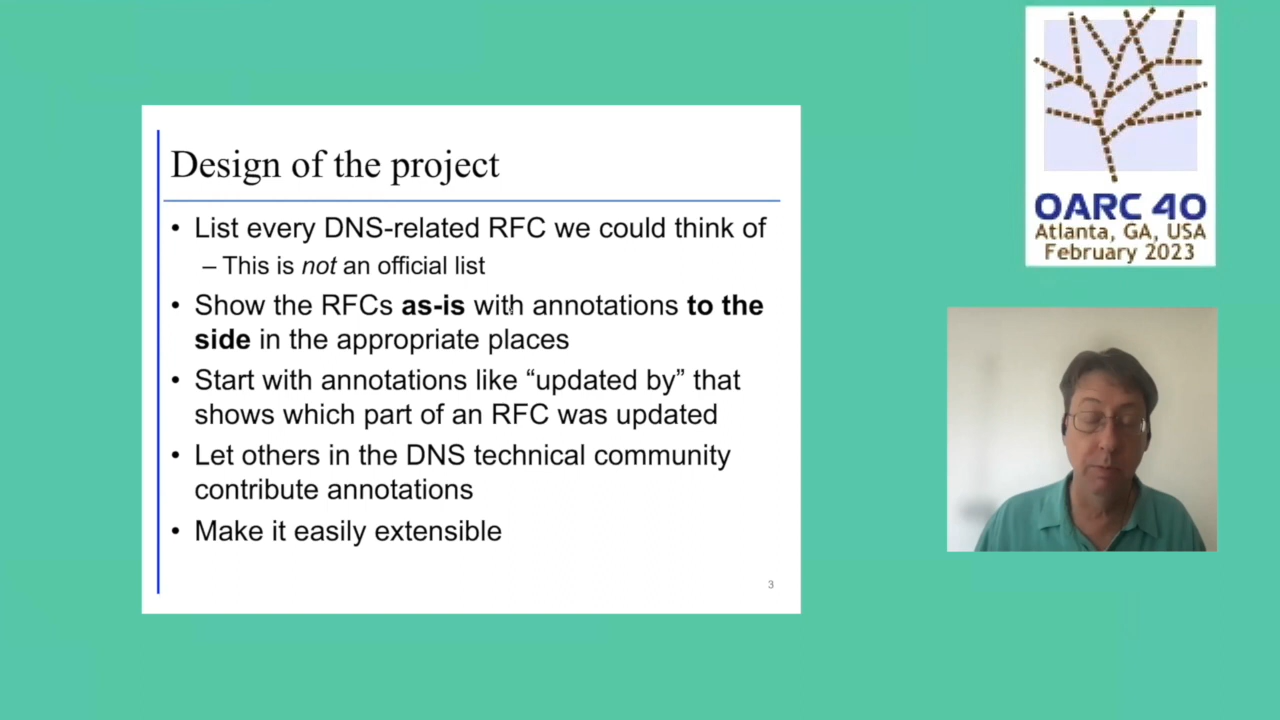 Design of the project
• List every DNS-related RFC we could think of
– This is not an official list
• Show the RFCs as-is with annotations to the
side in the appropriate places
• Start with annotations like “updated by” that
shows which part of an RFC was updated
• Let others in the DNS technical community
contribute annotations
• Make it easily extensible
3
OARC 40
Atlanta, GA, USA
February 2023